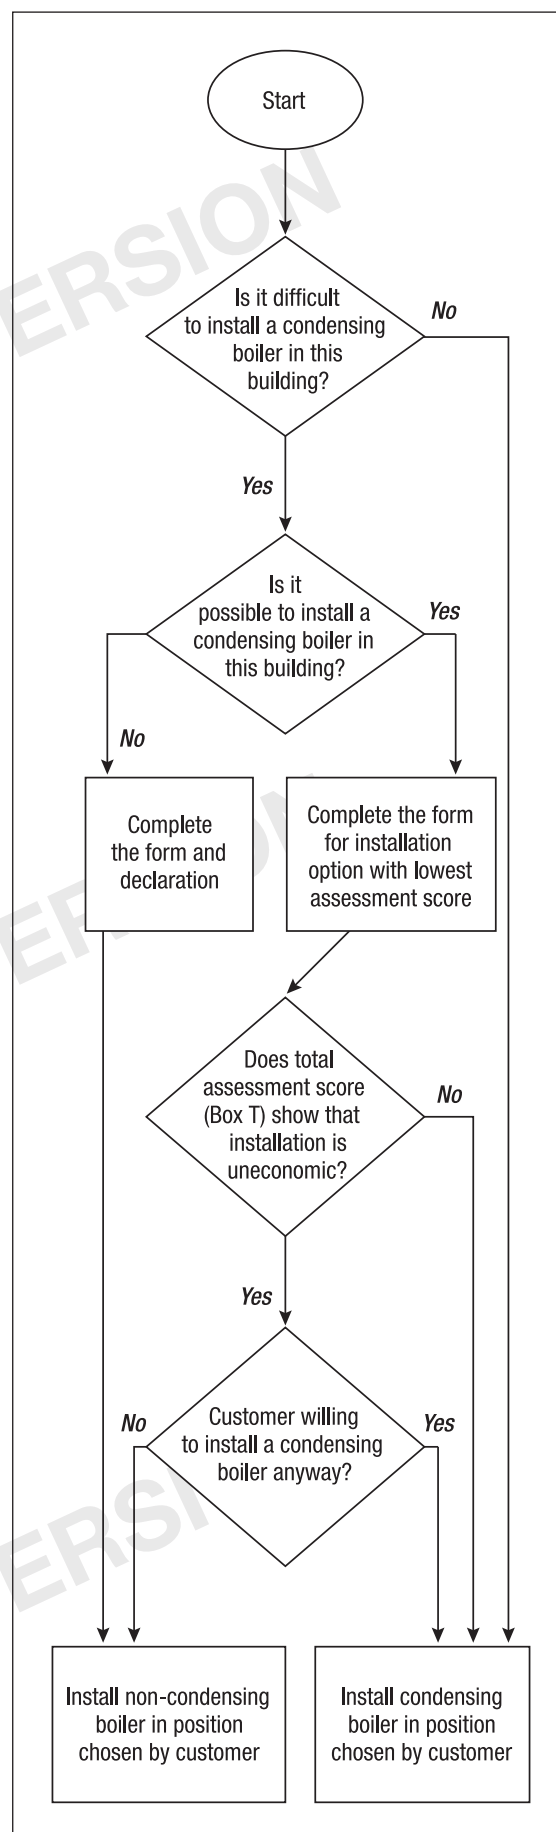 Start
Is it difficult
to install a condensing
boiler in this
building?
No
Yes
Is it
possible to install a
condensing boiler in
this building?
Yes
No
Complete
the form and
declaration
Complete the form
for installation
option with lowest
assessment score
Does total
assessment score
(Box T) show that
installation is
uneconomic?
No
Yes
Customer willing
to install a condensing
boiler anyway?
No
Yes
Install non-condensing
boiler in position
chosen by customer
Install condensing
boiler in position
chosen by customer
ERSION
ERSION
ERSION